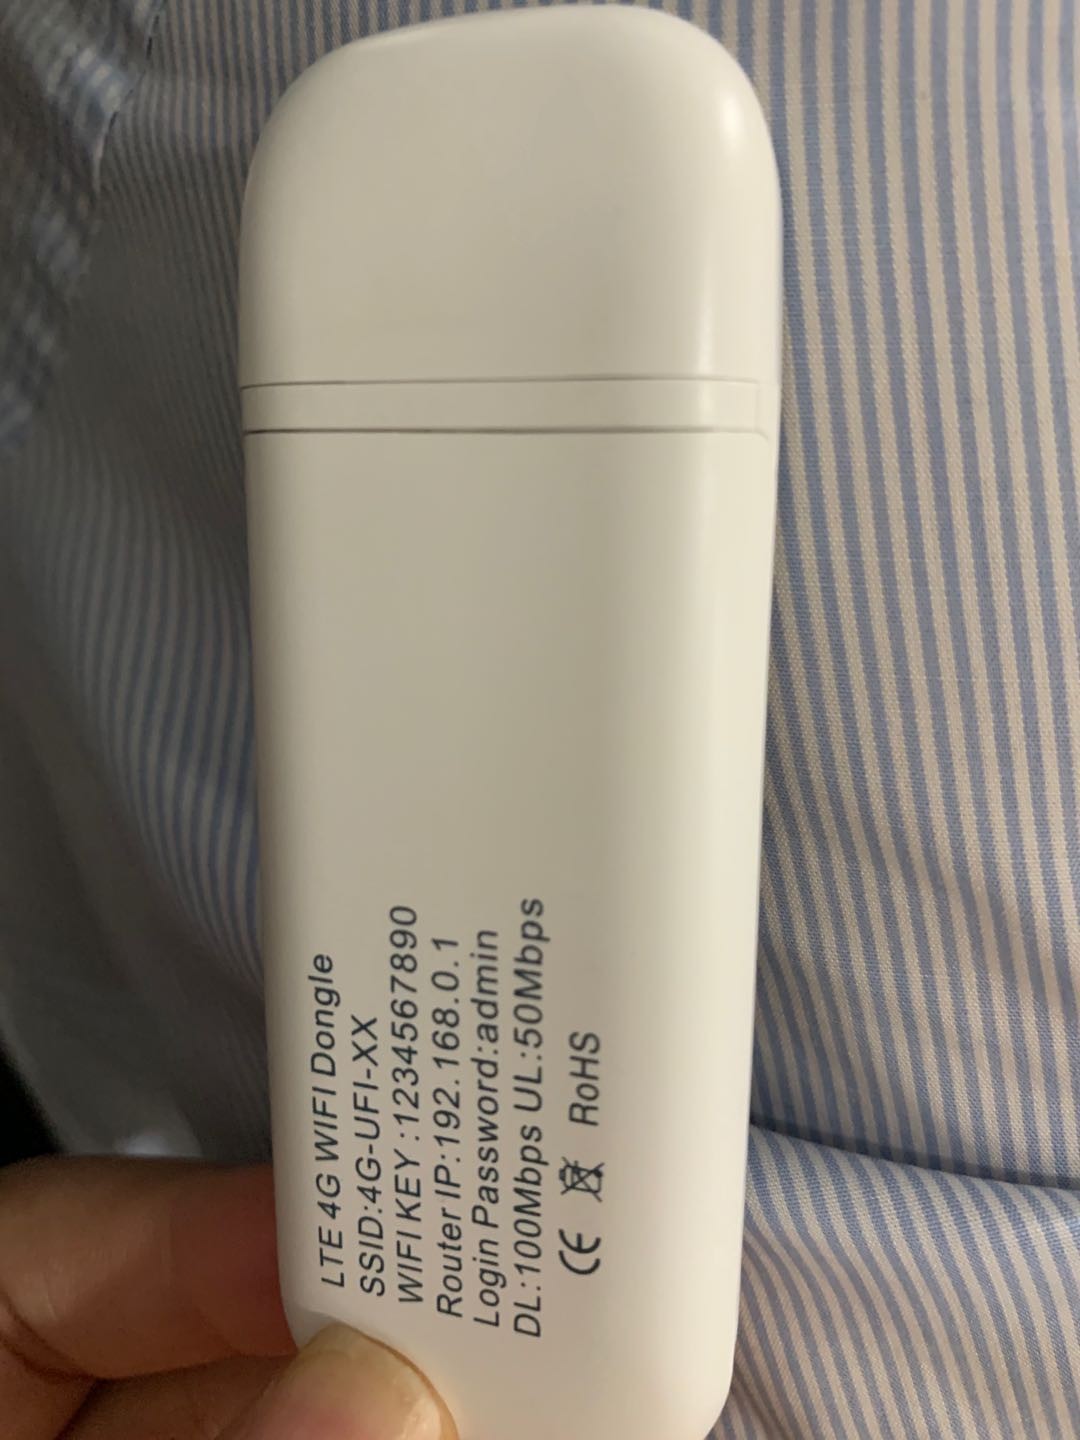 LTE 4G WIFI Dongle
SSID:4G-UFI-XX
WIFI KEY:1234567890
Router IP:192.168.0.1
Login Password:admin
DL:100Mbps UL:50Mbps
CE RoHS